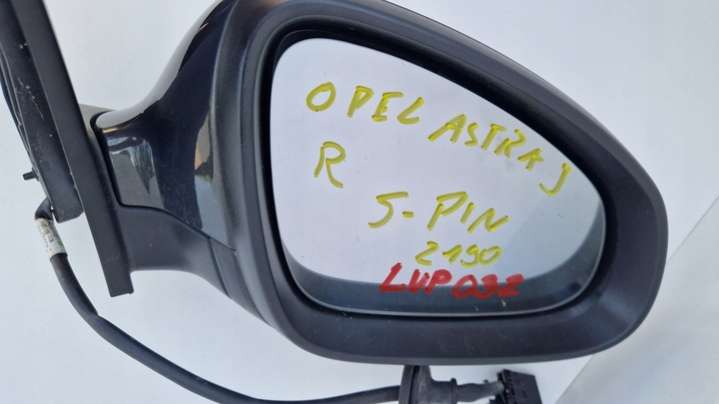 OPEL ASTRA J
R
5-PIN
2190
LUP032